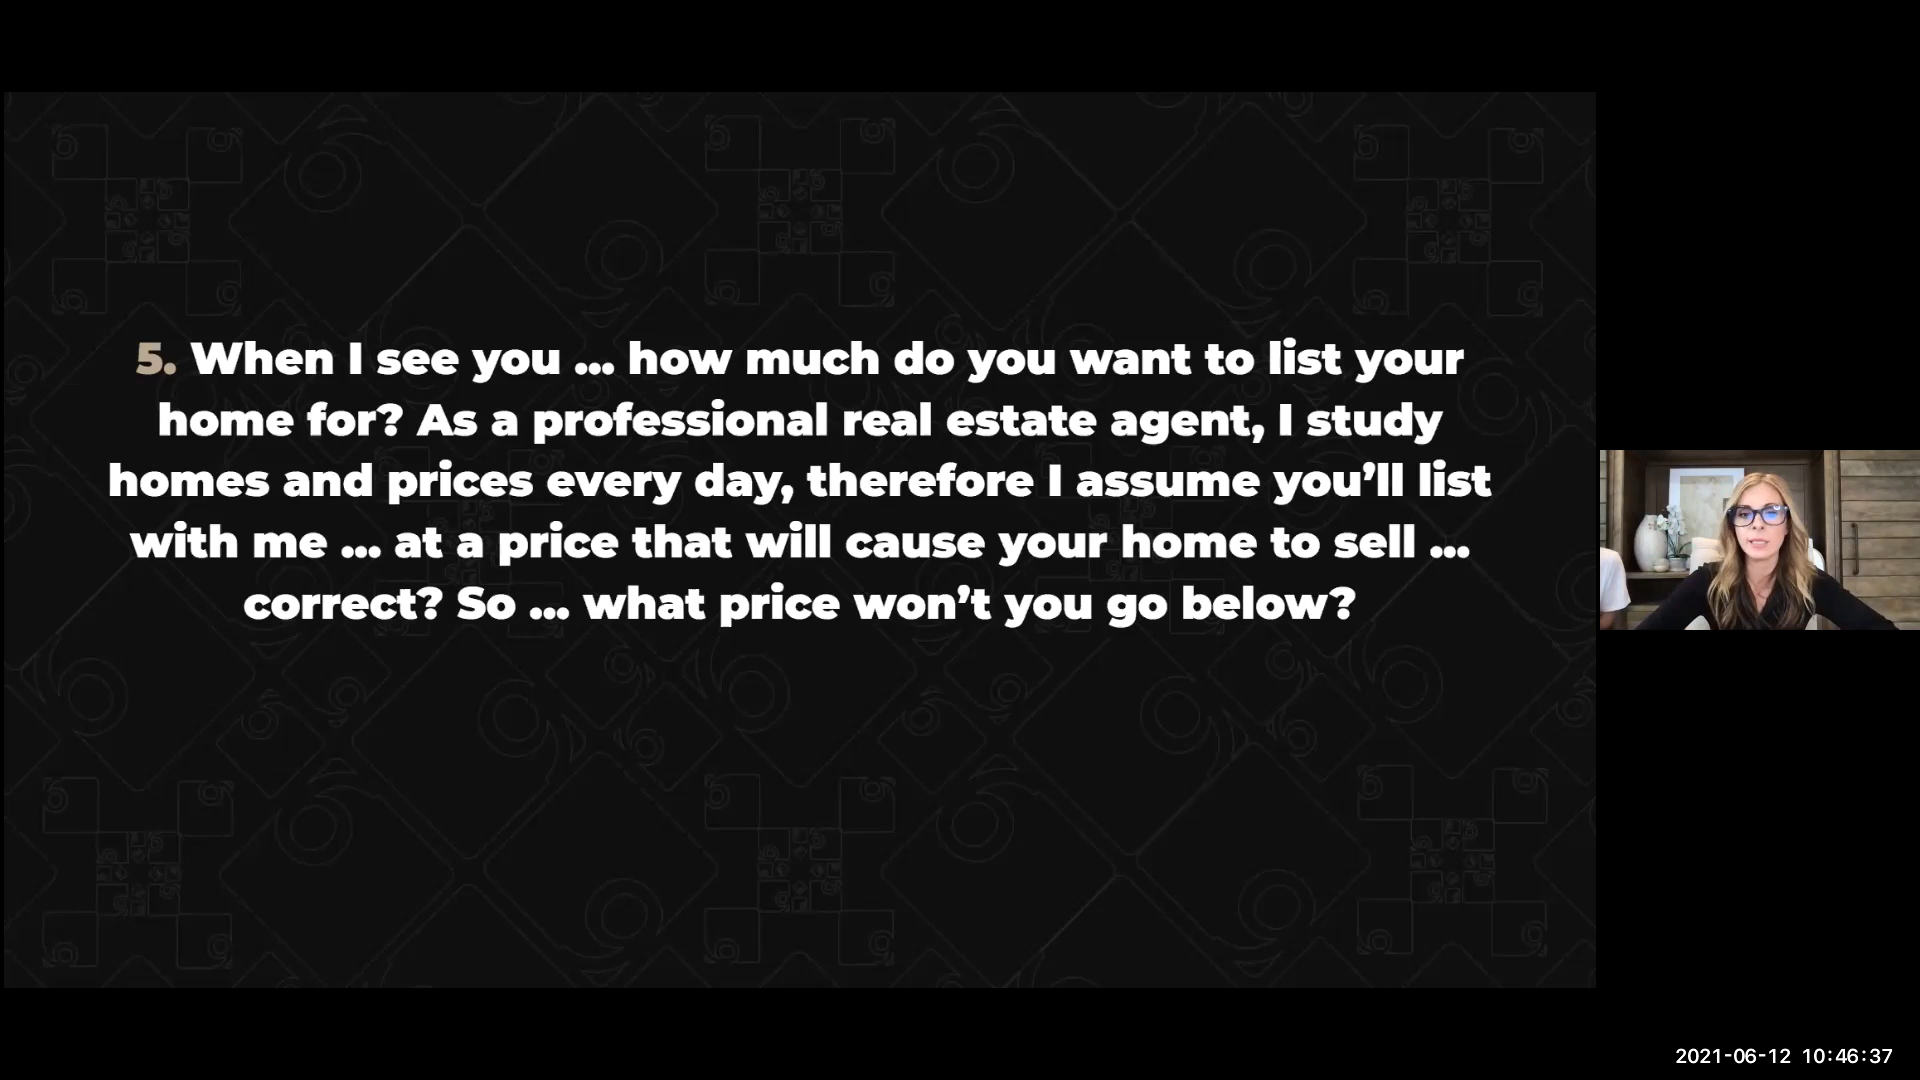 5. When I see you ... how much do you want to list your
home for? As a professional real estate agent, I study
homes and prices every day, therefore I assume you’ll list
with me ... at a price that will cause your home to sell ...
correct? So ... what price won’t you go below?
2021-06-12 10:46:37